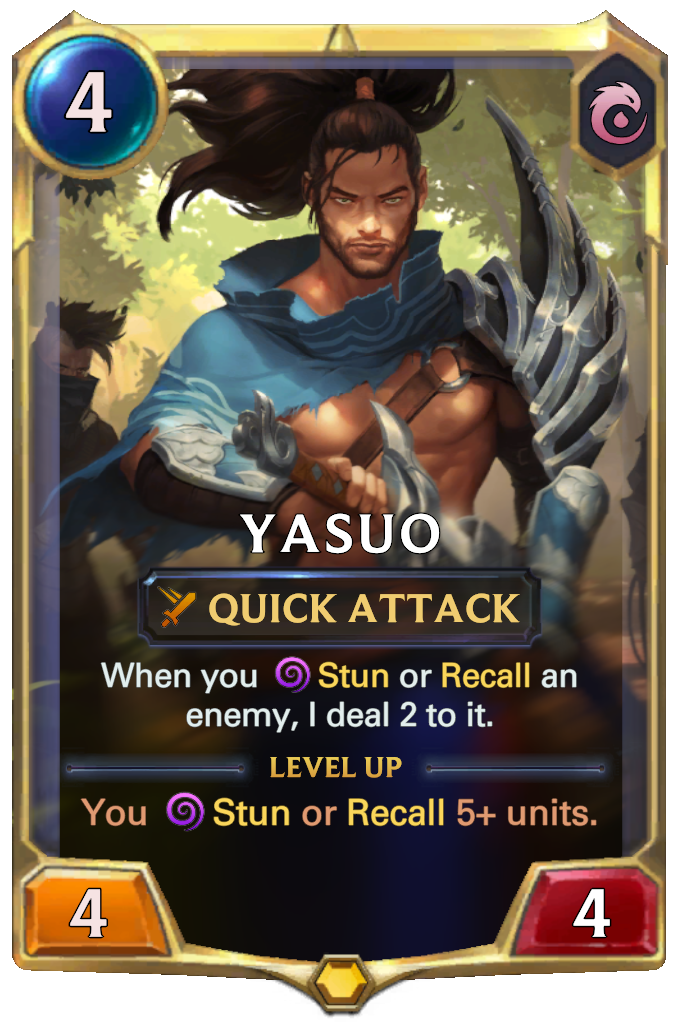 4
YASUO
QUICK ATTACK
When you Stun or Recall an
enemy, I deal 2 to it.
LEVEL UP
You Stun or Recall 5+ units.
4
4